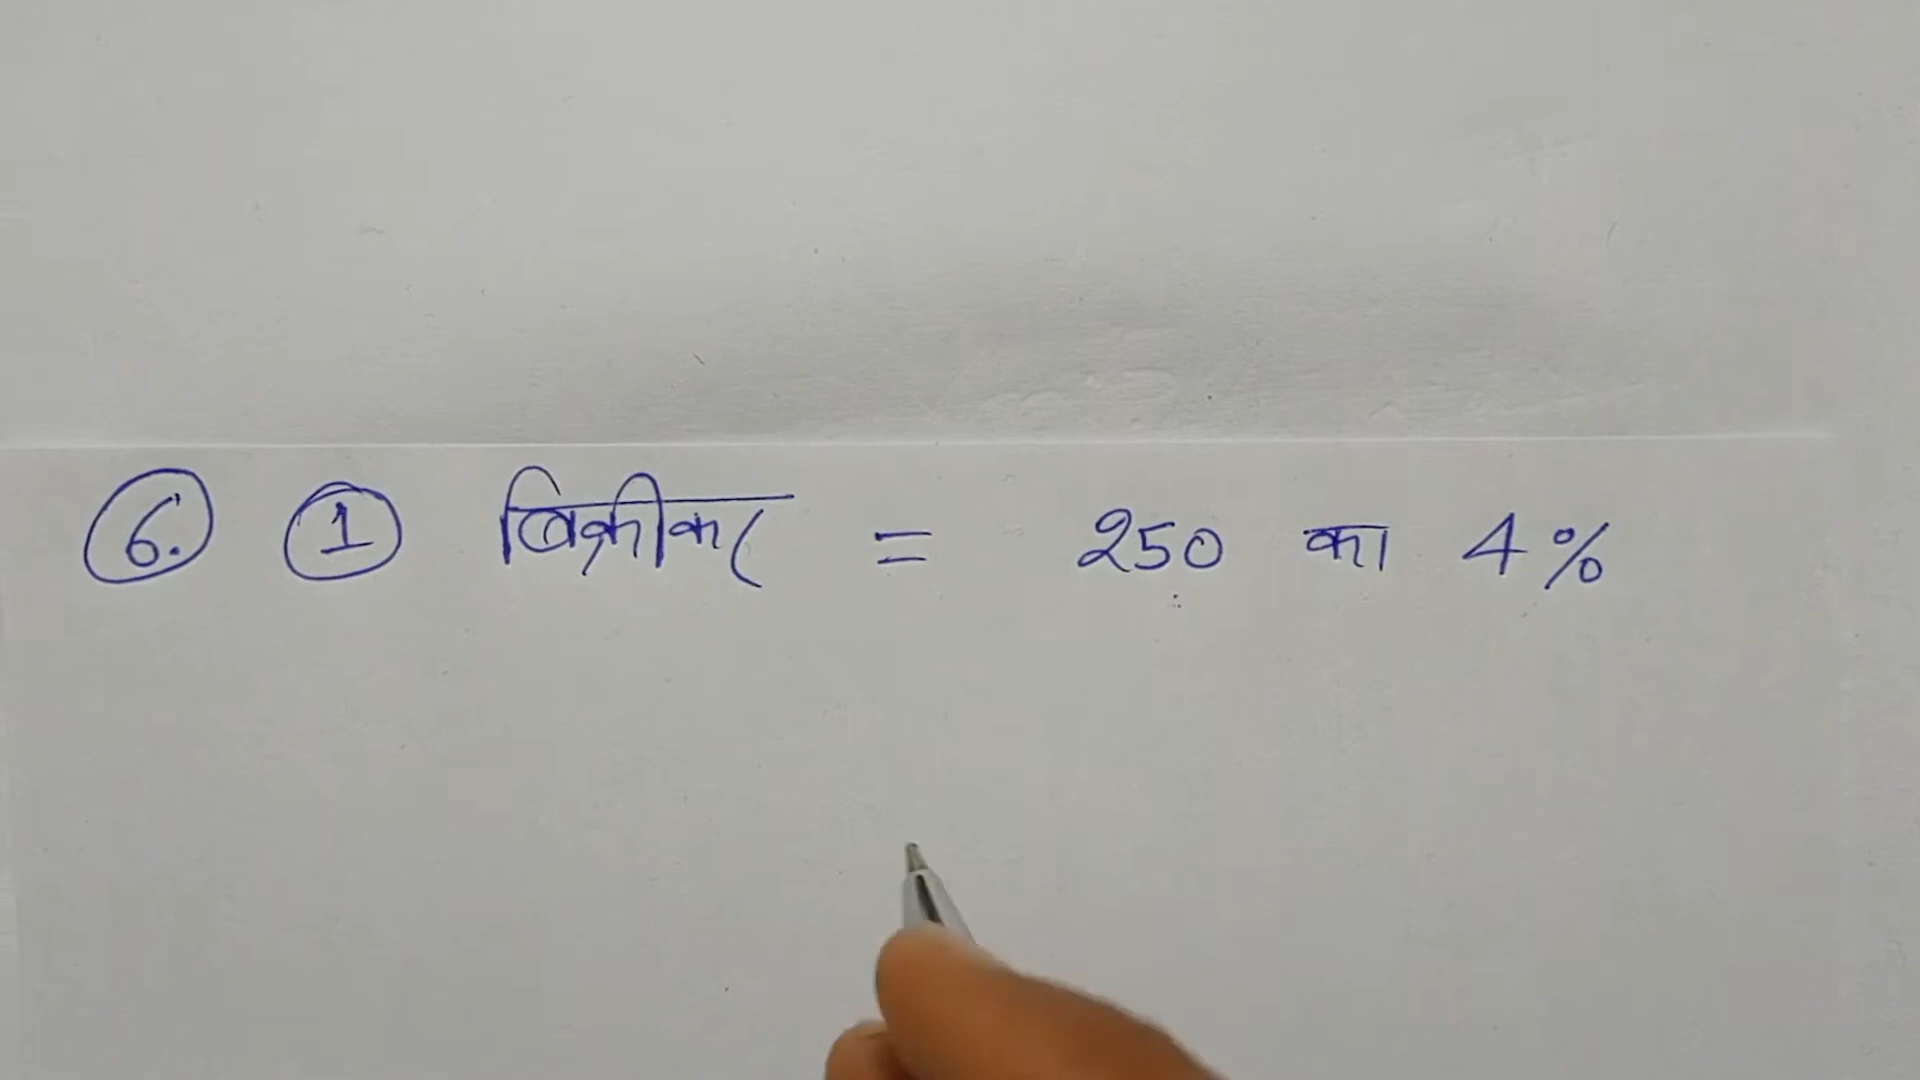 6. 1 बिक्रीकर = 250 का 4%